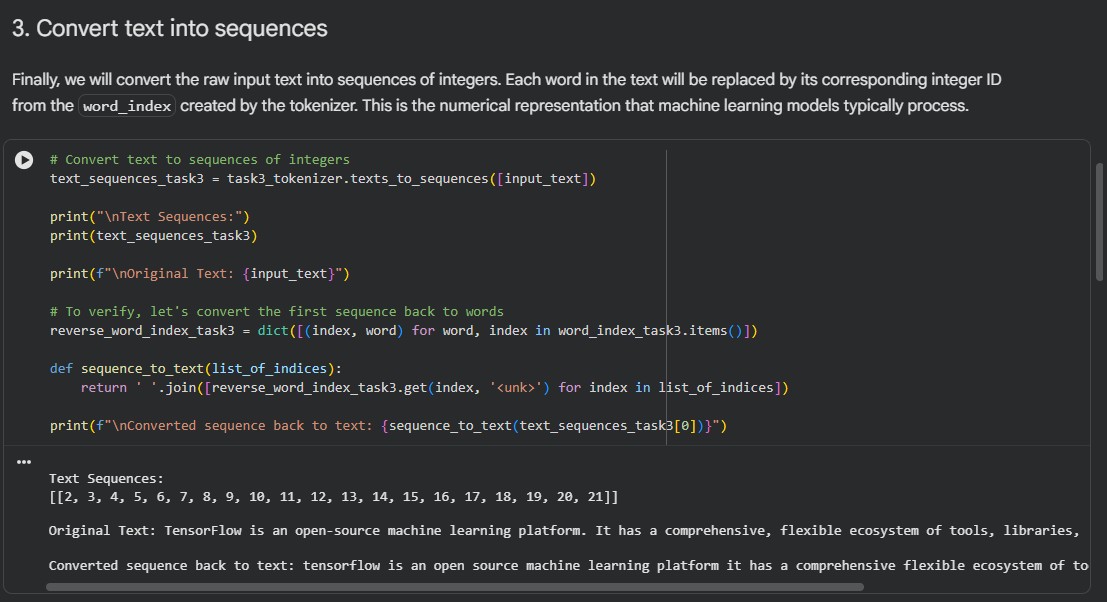 3. Convert text into sequences
Finally, we will convert the raw input text into sequences of integers. Each word in the text will be replaced by its corresponding integer ID
from the word_index created by the tokenizer. This is the numerical representation that machine learning models typically process.
# Convert text to sequences of integers
text_sequences_task3 = task3_tokenizer.texts_to_sequences([input_text])
print("\nText Sequences:")
print(text_sequences_task3)
print(f"\nOriginal Text: {input_text}")
# To verify, let's convert the first sequence back to words
reverse_word_index_task3 = dict([(index, word) for word, index in word_index_task3.items()])
def sequence_to_text(list_of_indices):
    return ' '.join([reverse_word_index_task3.get(index, '<unk>') for index in list_of_indices])
print(f"\nConverted sequence back to text: {sequence_to_text(text_sequences_task3[0])}")
Text Sequences:
[[2, 3, 4, 5, 6, 7, 8, 9, 10, 11, 12, 13, 14, 15, 16, 17, 18, 19, 20, 21]]
Original Text: TensorFlow is an open-source machine learning platform. It has a comprehensive, flexible ecosystem of tools, libraries,
Converted sequence back to text: tensorflow is an open source machine learning platform it has a comprehensive flexible ecosystem of to